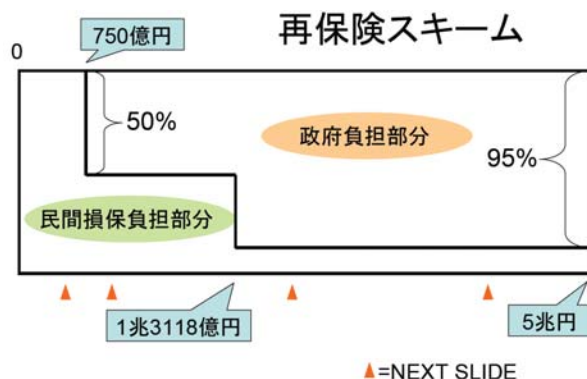 再保険スキーム
750億円
0
50%
政府負担部分
95%
民間損保負担部分
1兆3118億円
5兆円
▲=NEXT SLIDE